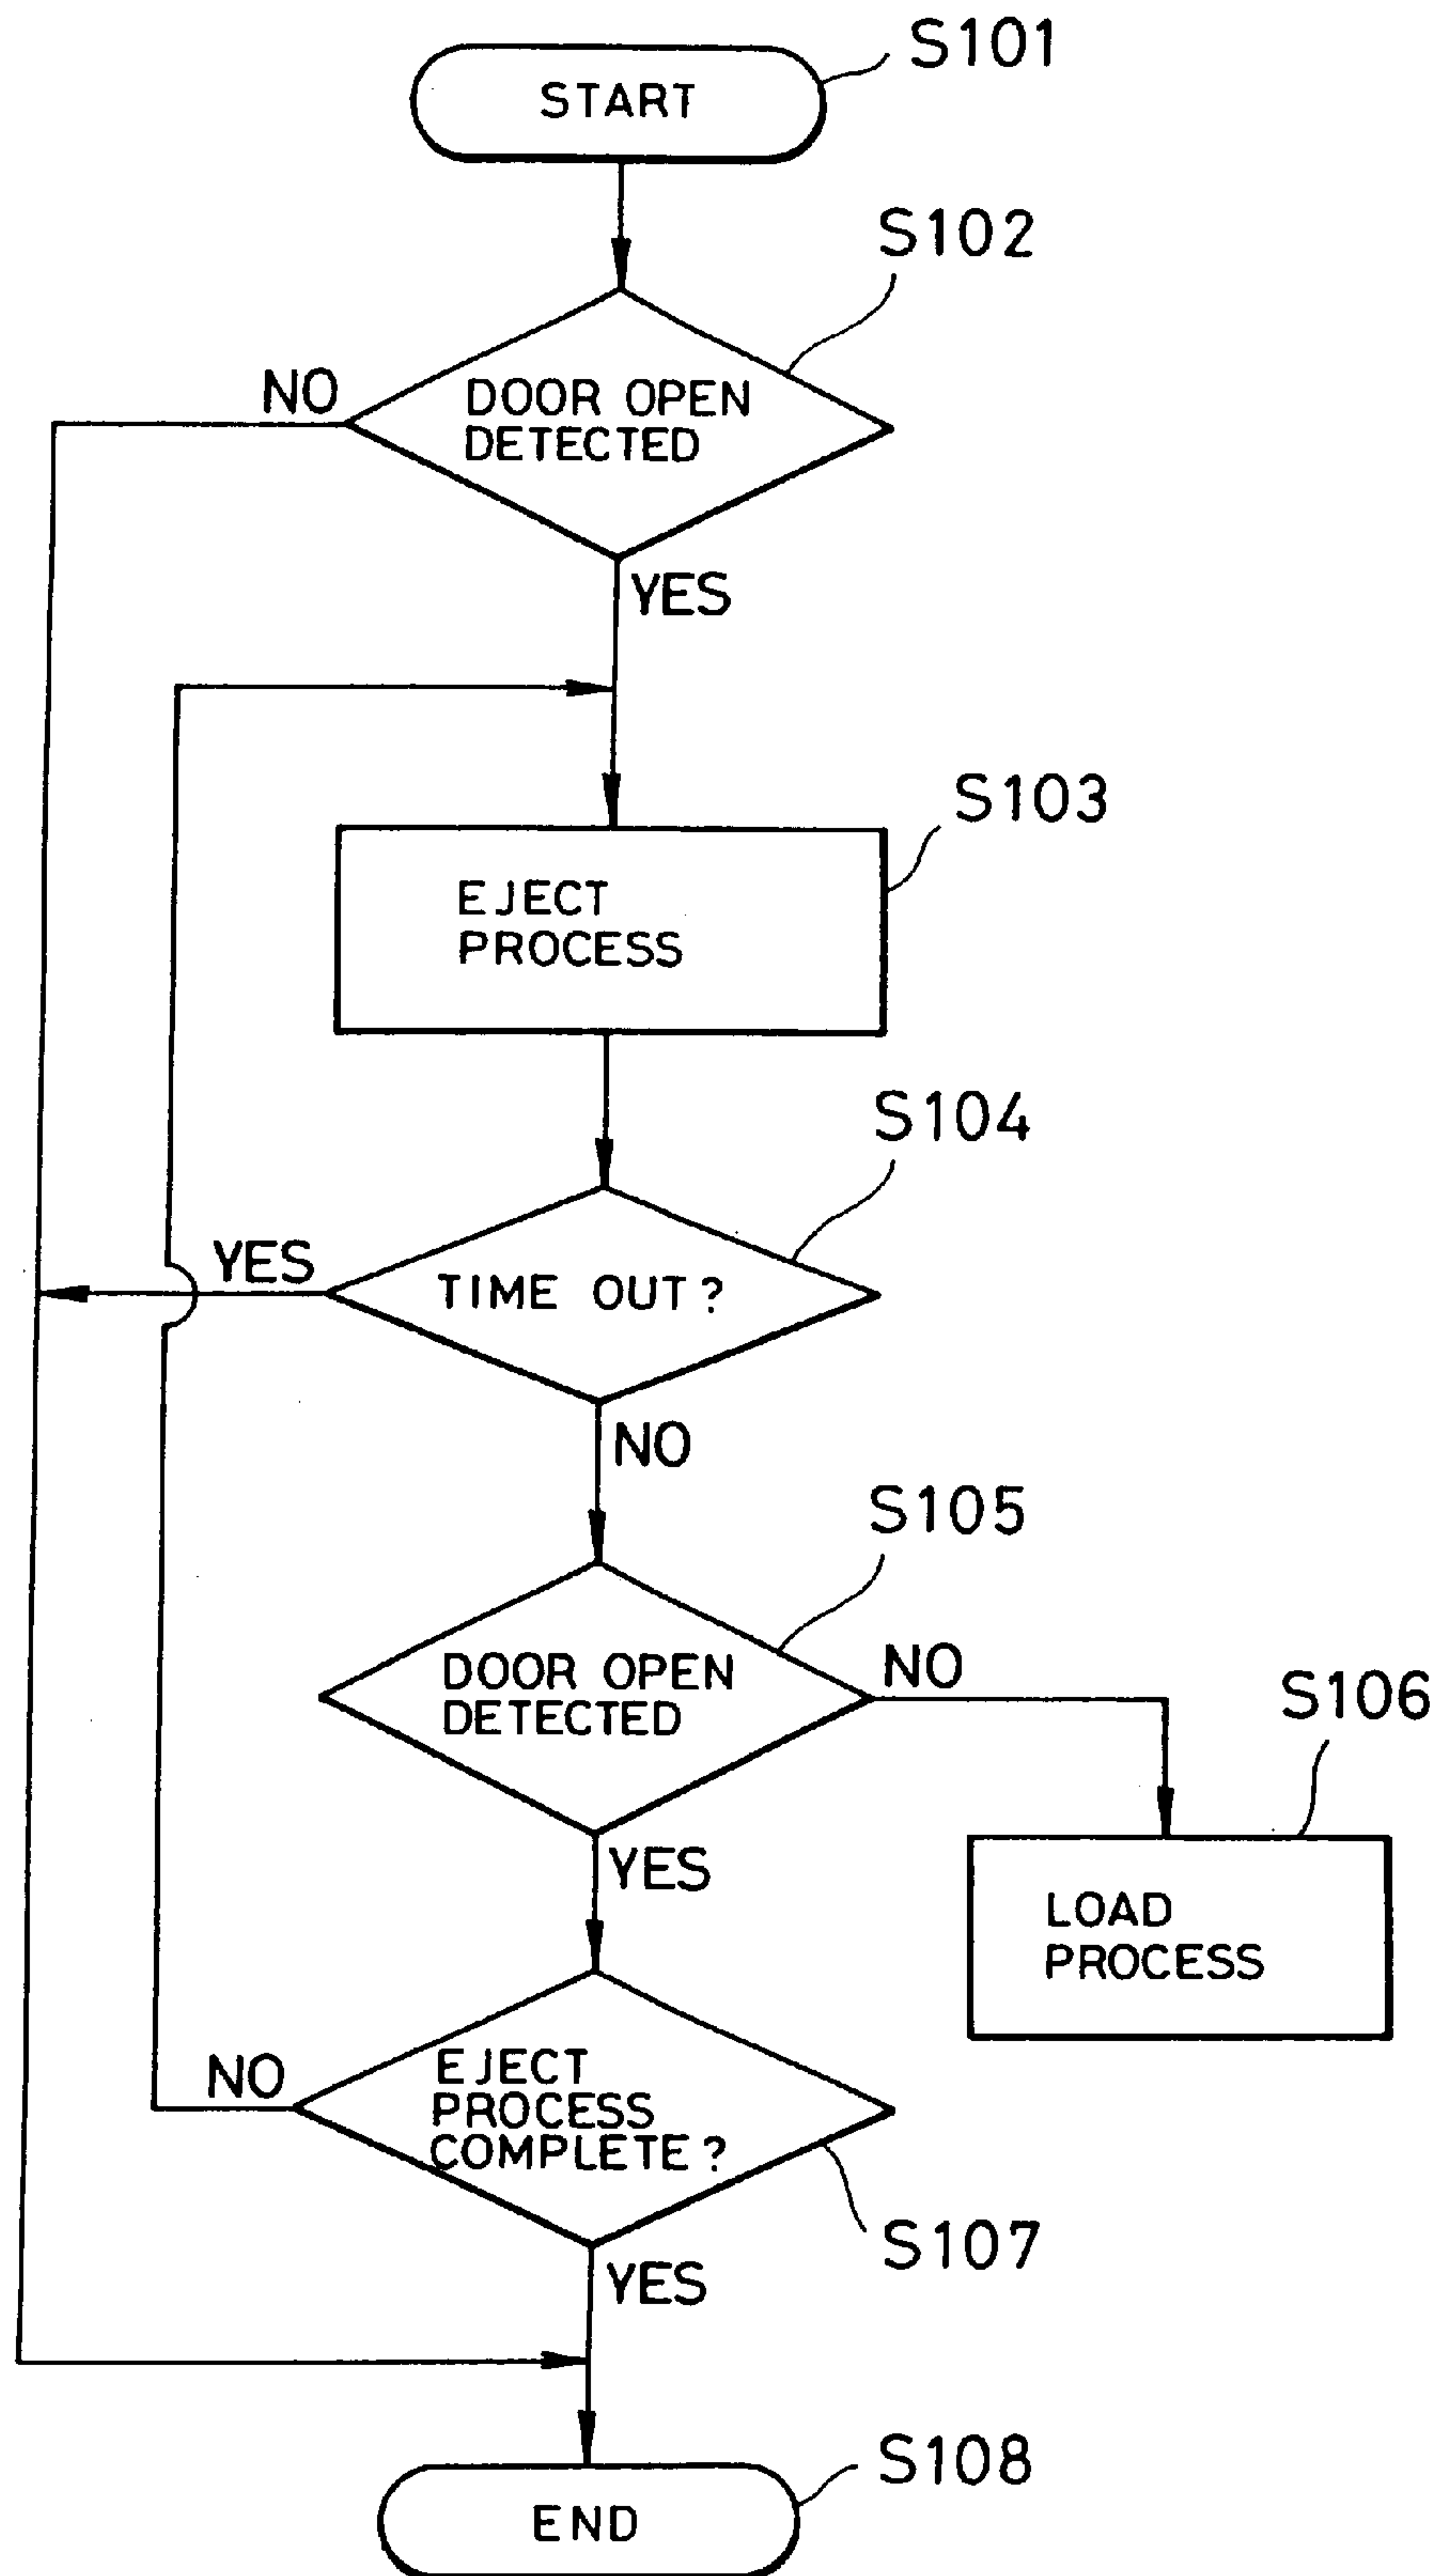 S101
START
S102
NO
DOOR OPEN
DETECTED
YES
S103
EJECT
PROCESS
S104
YES
TIME OUT?
NO
S105
DOOR OPEN
DETECTED
NO
S106
YES
LOAD
PROCESS
NO
EJECT
PROCESS
COMPLETE?
S107
YES
S108
END